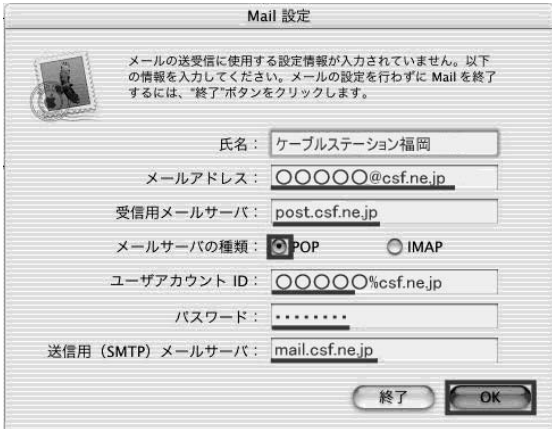 Mail 設定
メールの送受信に使用する設定情報が入力されていません。以下
の情報を入力してください。メールの設定を行わずに Mail を終了
するには、“終了”ボタンをクリックします。
氏名： ケーブルステーション福岡
メールアドレス： ○○○○○@csf.ne.jp
受信用メールサーバ： post.csf.ne.jp
メールサーバの種類： POP IMAP
ユーザアカウント ID： ○○○○○%csf.ne.jp
パスワード： ••••••••
送信用（SMTP）メールサーバ： mail.csf.ne.jp
終了 OK